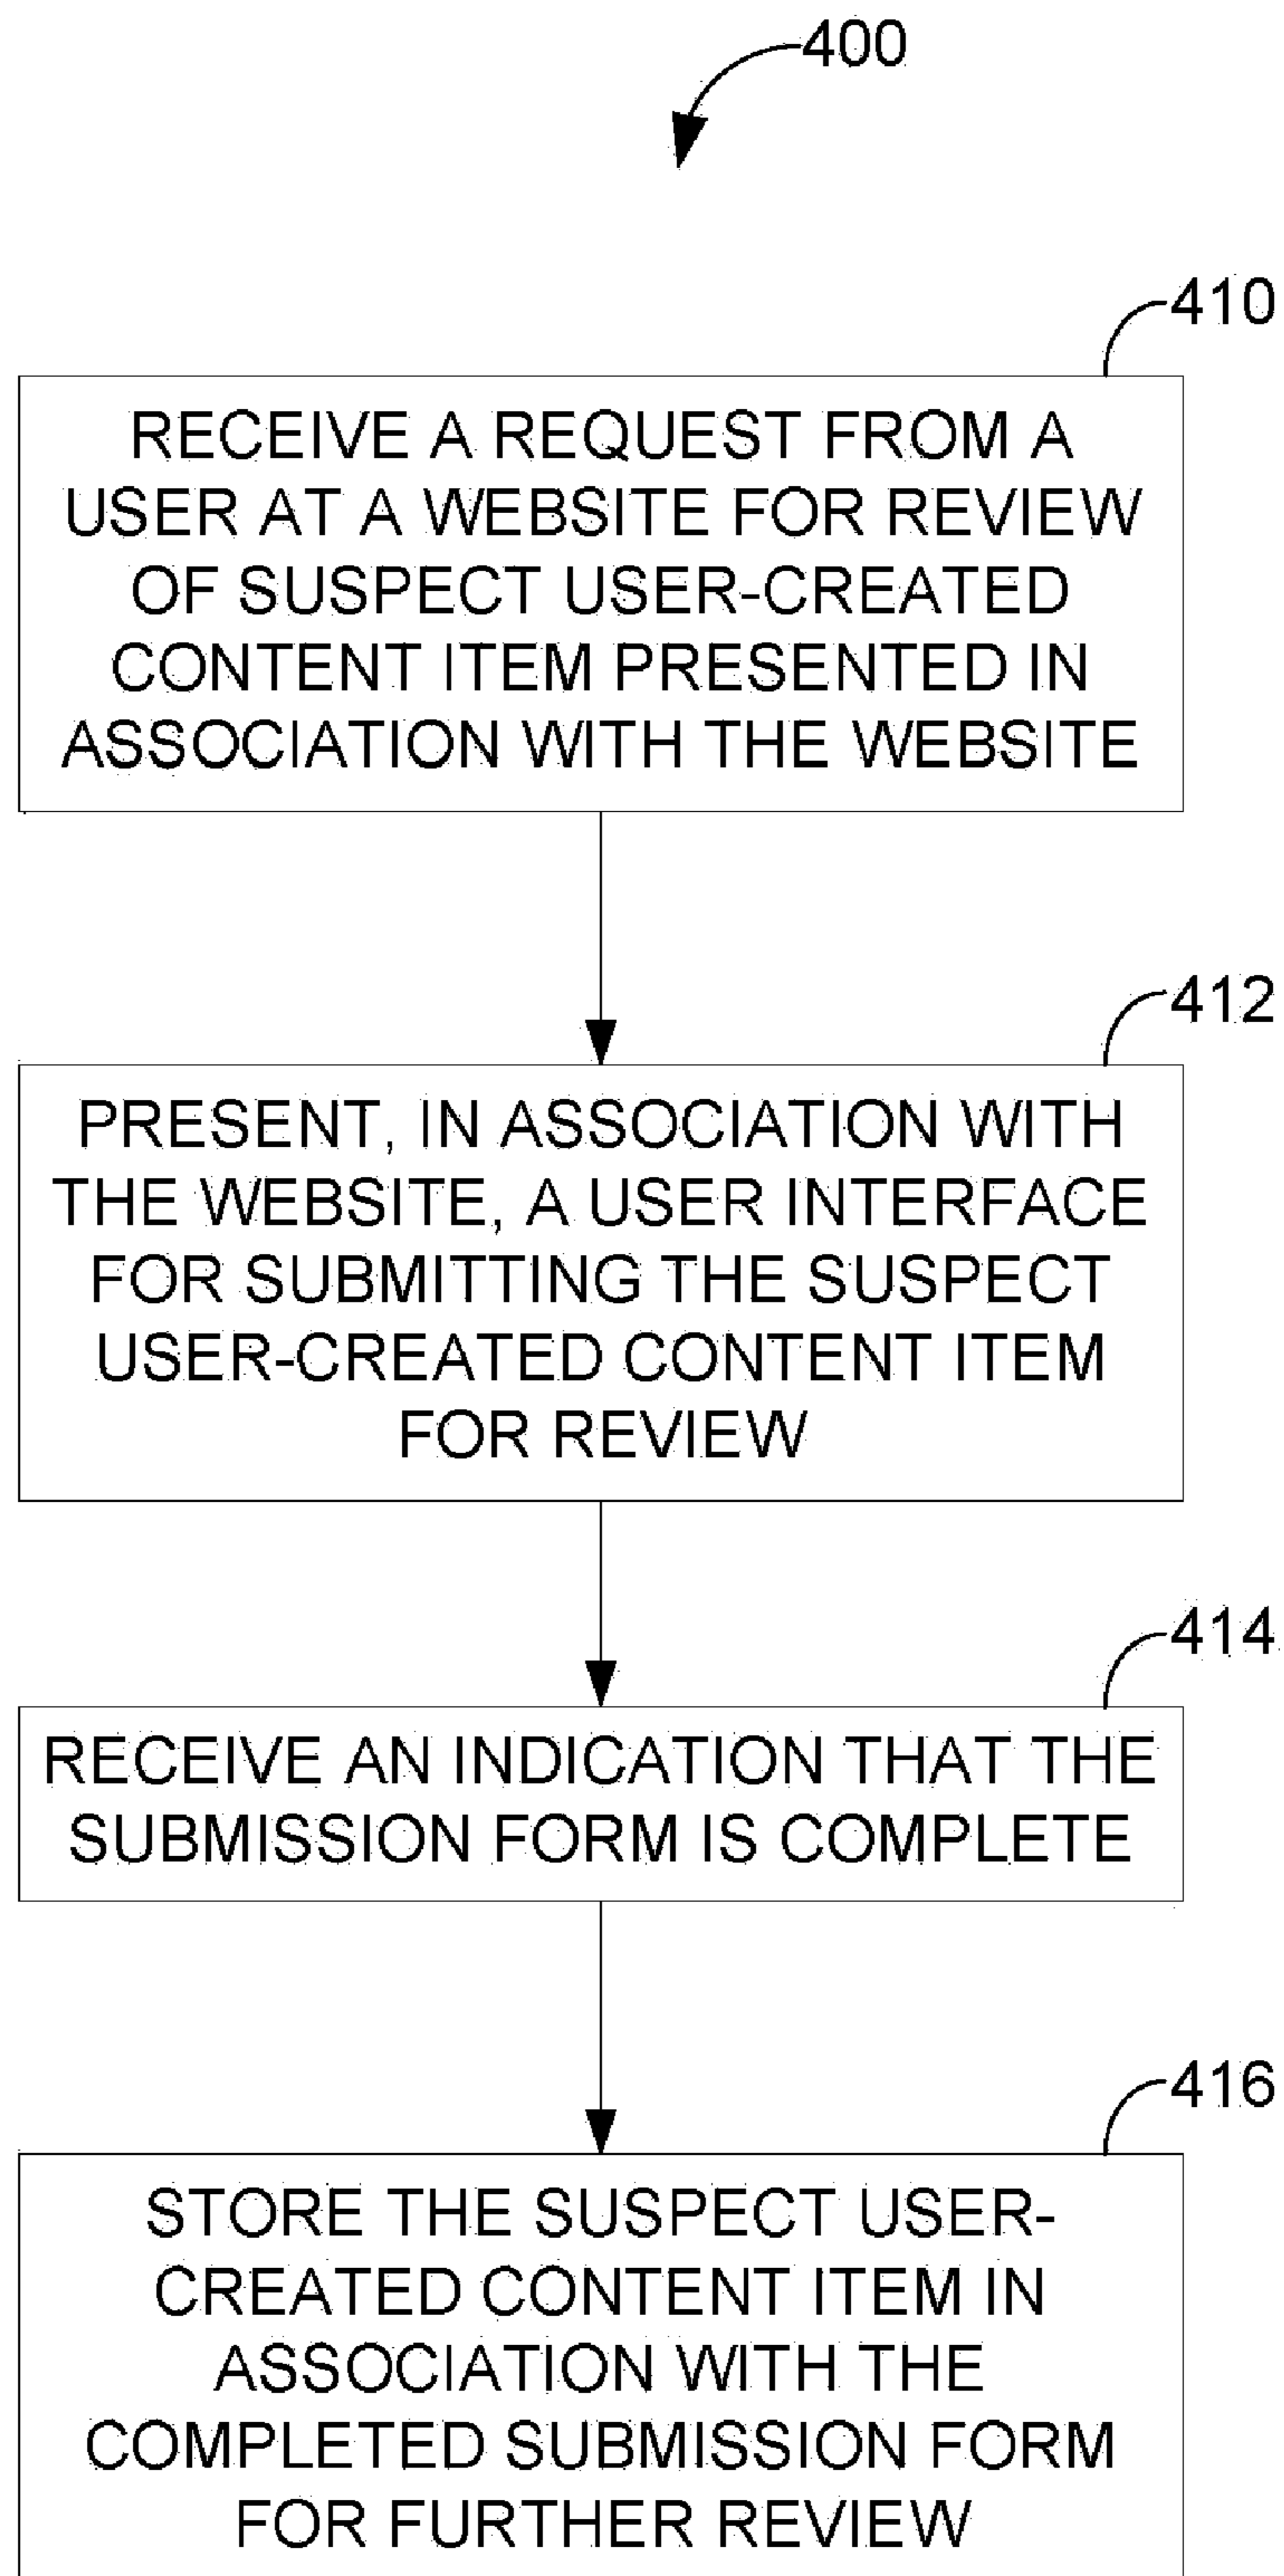 400
410
RECEIVE A REQUEST FROM A
USER AT A WEBSITE FOR REVIEW
OF SUSPECT USER-CREATED
CONTENT ITEM PRESENTED IN
ASSOCIATION WITH THE WEBSITE
412
PRESENT, IN ASSOCIATION WITH
THE WEBSITE, A USER INTERFACE
FOR SUBMITTING THE SUSPECT
USER-CREATED CONTENT ITEM
FOR REVIEW
414
RECEIVE AN INDICATION THAT THE
SUBMISSION FORM IS COMPLETE
416
STORE THE SUSPECT USER-
CREATED CONTENT ITEM IN
ASSOCIATION WITH THE
COMPLETED SUBMISSION FORM
FOR FURTHER REVIEW